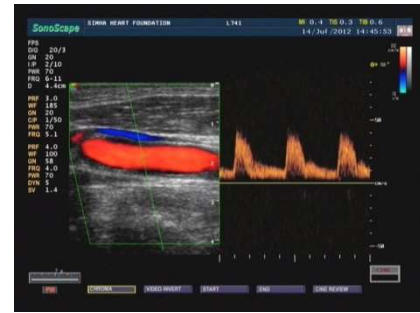 SonoScape
SIMHA HEART FOUNDATION
L741
MI 0.4 TIS 0.3 TIB 0.6
14/Jul /2012 14:45:53
FPS
D/G 20/3
GN 20
I/P 2/10
PWR 70
FRQ 6-11
D 4.4cm
PRF 3.0
WF 185
GN 20
C/P 1/50
PWR 70
FRQ 5.1
PRF 4.0
WF 100
GN 58
FRQ 4.0
PWR 70
DYN 5
SV 1.4
PW
CHROMA
VIDEO INVERT
START
END
CINE REVIEW